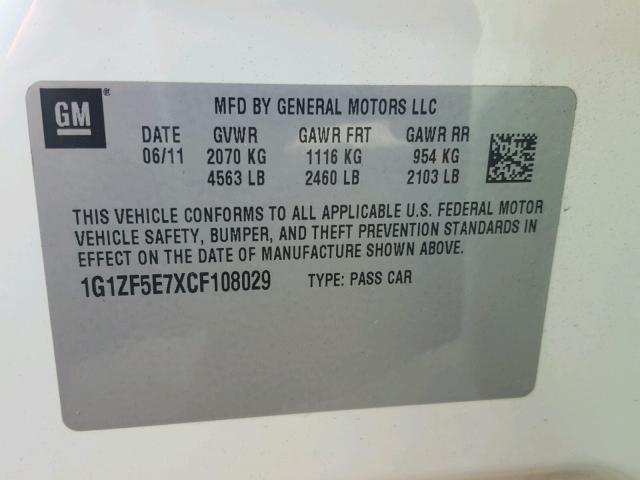 GM ®
MFD BY GENERAL MOTORS LLC
DATE GVWR GAWR FRT GAWR RR
06/11 2070 KG 1116 KG 954 KG
4563 LB 2460 LB 2103 LB
THIS VEHICLE CONFORMS TO ALL APPLICABLE U.S. FEDERAL MOTOR
VEHICLE SAFETY, BUMPER, AND THEFT PREVENTION STANDARDS IN
EFFECT ON THE DATE OF MANUFACTURE SHOWN ABOVE.
1G1ZF5E7XCF108029 TYPE: PASS CAR